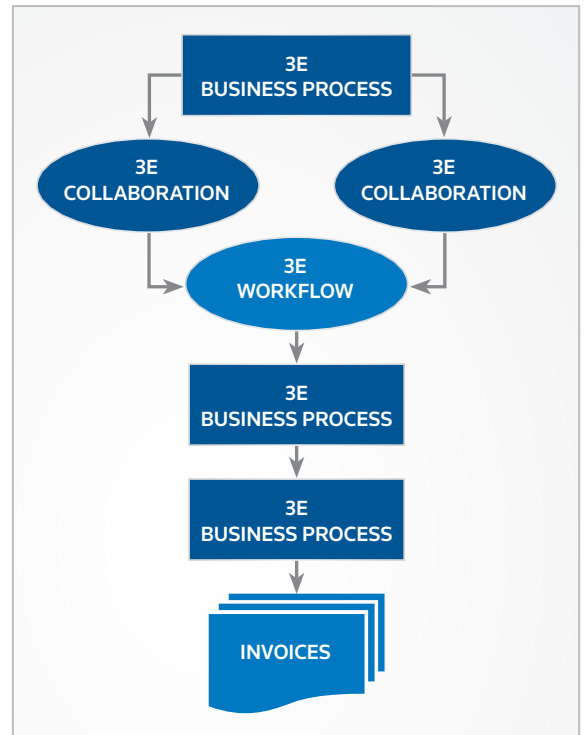 3E
BUSINESS PROCESS
3E
COLLABORATION
3E
COLLABORATION
3E
WORKFLOW
3E
BUSINESS PROCESS
3E
BUSINESS PROCESS
INVOICES